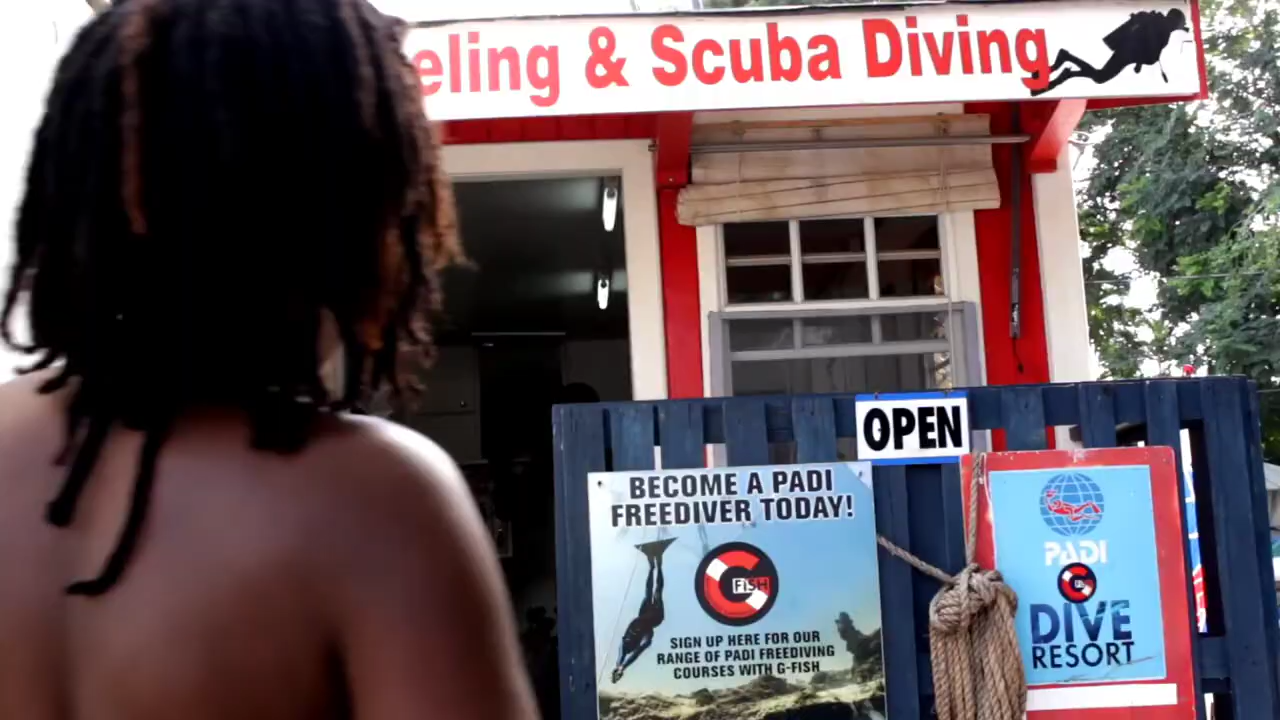 eling & Scuba Diving
OPEN
BECOME A PADI
FREEDIVER TODAY!
G
FISH
SIGN UP HERE FOR OUR
RANGE OF PADI FREEDIVING
COURSES WITH G-FISH
PADI
DIVE
RESORT